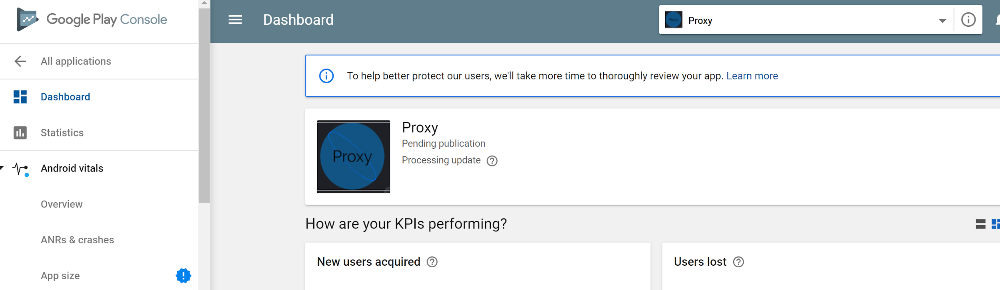 Google Play Console
All applications
Dashboard
Statistics
Android vitals
Overview
ANRs & crashes
App size
Dashboard
Proxy
Proxy
To help better protect our users, we'll take more time to thoroughly review your app. Learn more
Proxy
Proxy
Pending publication
Processing update
How are your KPIs performing?
New users acquired
Users lost